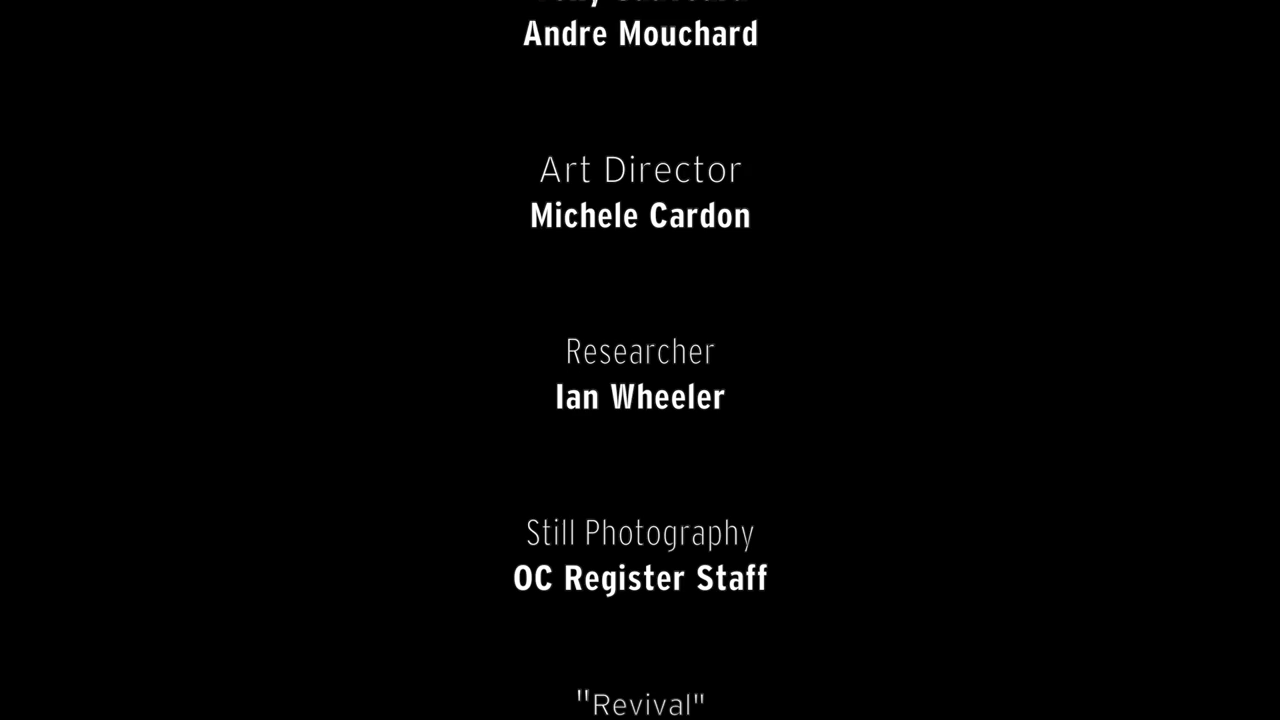 Andre Mouchard
Art Director
Michele Cardon
Researcher
Ian Wheeler
Still Photography
OC Register Staff
"Revival"